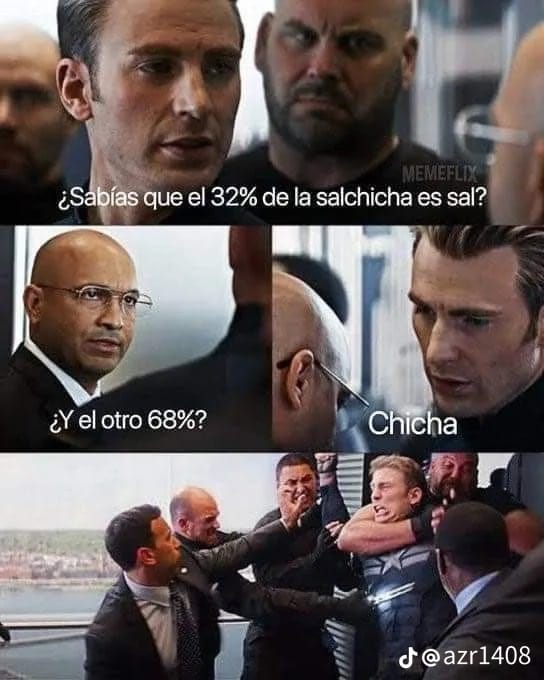 MEMEFLIX
¿Sabías que el 32% de la salchicha es sal?
¿Y el otro 68%?
Chicha
@azr1408